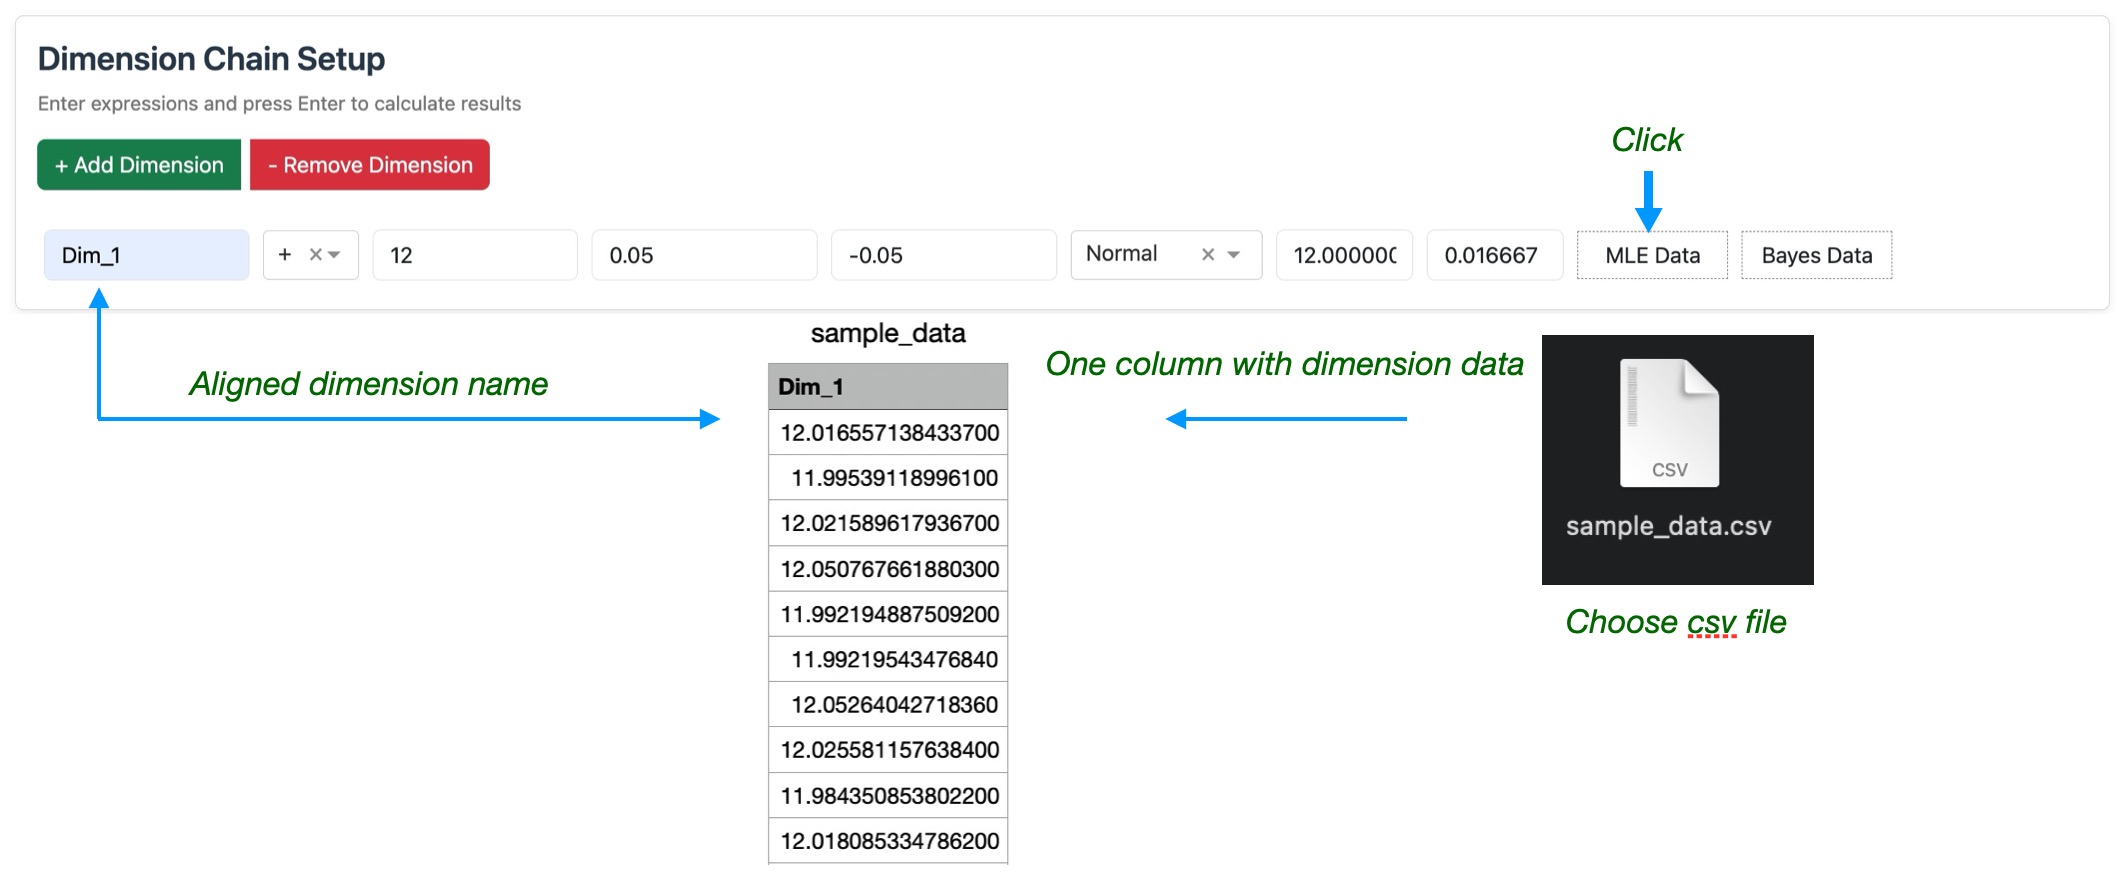 Dimension Chain Setup
Enter expressions and press Enter to calculate results
+ Add Dimension - Remove Dimension
Click
Dim_1 + × 12 0.05 -0.05 Normal × 12.000000 0.016667 MLE Data Bayes Data
sample_data
Aligned dimension name
One column with dimension data
Dim_1
12.016557138433700
11.99539118996100
12.021589617936700
12.050767661880300
11.992194887509200
11.99219543476840
12.05264042718360
12.025581157638400
11.984350853802200
12.018085334786200
CSV
sample_data.csv
Choose csv file